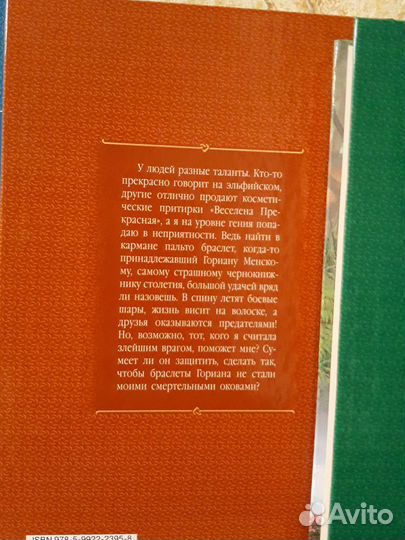 У людей разные таланты. Кто-то
прекрасно говорит на эльфийском,
другие отлично продают космети-
ческие притирки «Веселена Пре-
красная», а я на уровне гения попа-
даю в неприятности. Ведь найти в
кармане пальто браслет, когда-то
принадлежавший Гориану Менско-
му, самому страшному чернокниж-
нику столетия, большой удачей вряд
ли назовешь. В спину летят боевые
шары, жизнь висит на волоске, а
друзья оказываются предателями!
Но, возможно, тот, кого я считала
злейшим врагом, поможет мне? Су-
меет ли он защитить, сделать так,
чтобы браслеты Гориана не стали
моими смертельными оковами?
ISBN 978-5-9922-2395-8
Avito